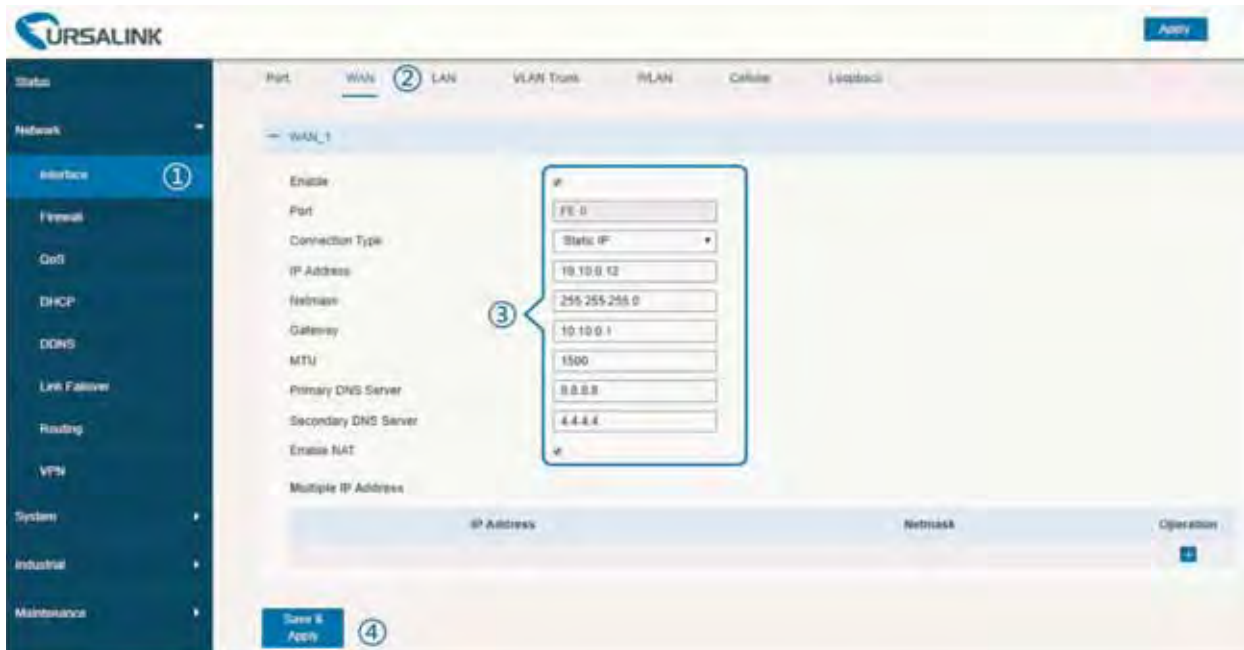 URSALINK
Apply
Status
Network
Interface
①
Firewall
QoS
DHCP
DDNS
Link Failover
Routing
VPN
System
Industrial
Maintenance
Port WAN ② LAN VLAN Trunk WLAN Cellular Loopback
WAN_1
Enable
Port FE 0
Connection Type Static IP
IP Address 10.10.0.12
Netmask 255.255.255.0
③
Gateway 10.10.0.1
MTU 1500
Primary DNS Server 8.8.8.8
Secondary DNS Server 4.4.4.4
Enable NAT
Multiple IP Address
IP Address Netmask Operation
Save &
Apply
④